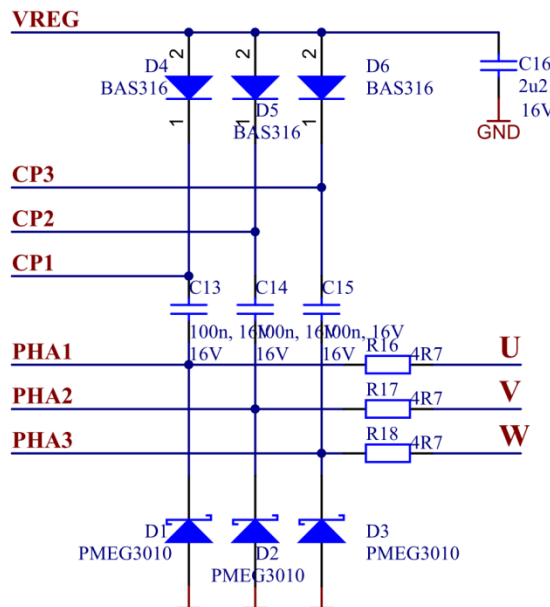 VREG
2
2
2
D4
BAS316
D5
BAS316
D6
BAS316
1
1
1
C16
2u2
16V
GND
CP3
CP2
CP1
C13
100n, 16V
16V
C14
100n, 16V
16V
C15
100n, 16V
16V
PHA1
R16
4R7
U
PHA2
R17
4R7
V
PHA3
R18
4R7
W
D1
PMEG3010
D2
PMEG3010
D3
PMEG3010